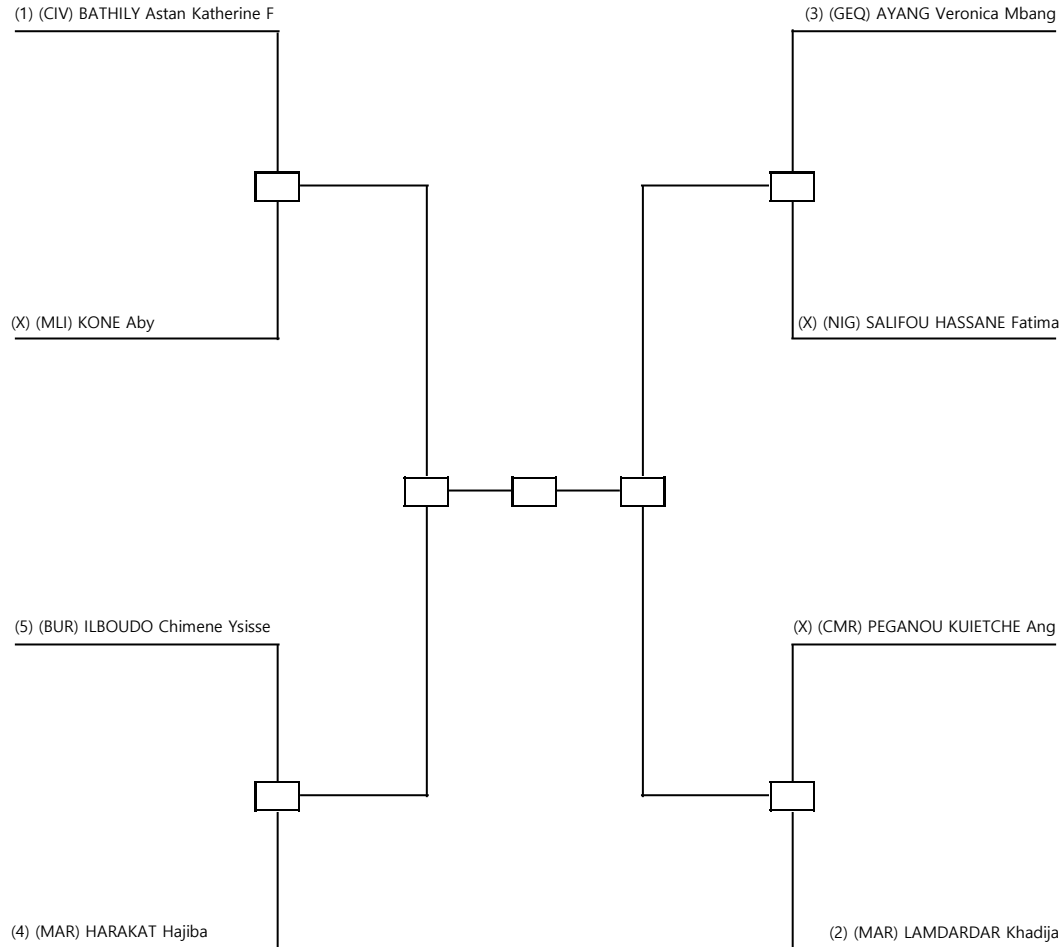 (1) (CIV) BATHILY Astan Katherine F
(3) (GEQ) AYANG Veronica Mbang
(X) (MLI) KONE Aby
(X) (NIG) SALIFOU HASSANE Fatima
(5) (BUR) ILBOUDO Chimene Ysisse
(X) (CMR) PEGANOU KUIETCHE Ang
(4) (MAR) HARAKAT Hajiba
(2) (MAR) LAMDARDAR Khadija